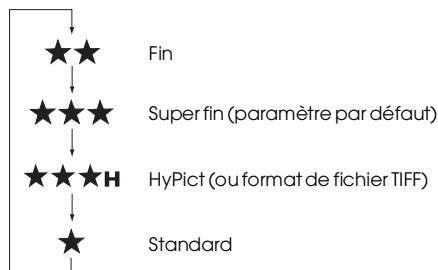 ★★ Fin
★★★ Super fin (paramètre par défaut)
★★★H HyPict (ou format de fichier TIFF)
★ Standard